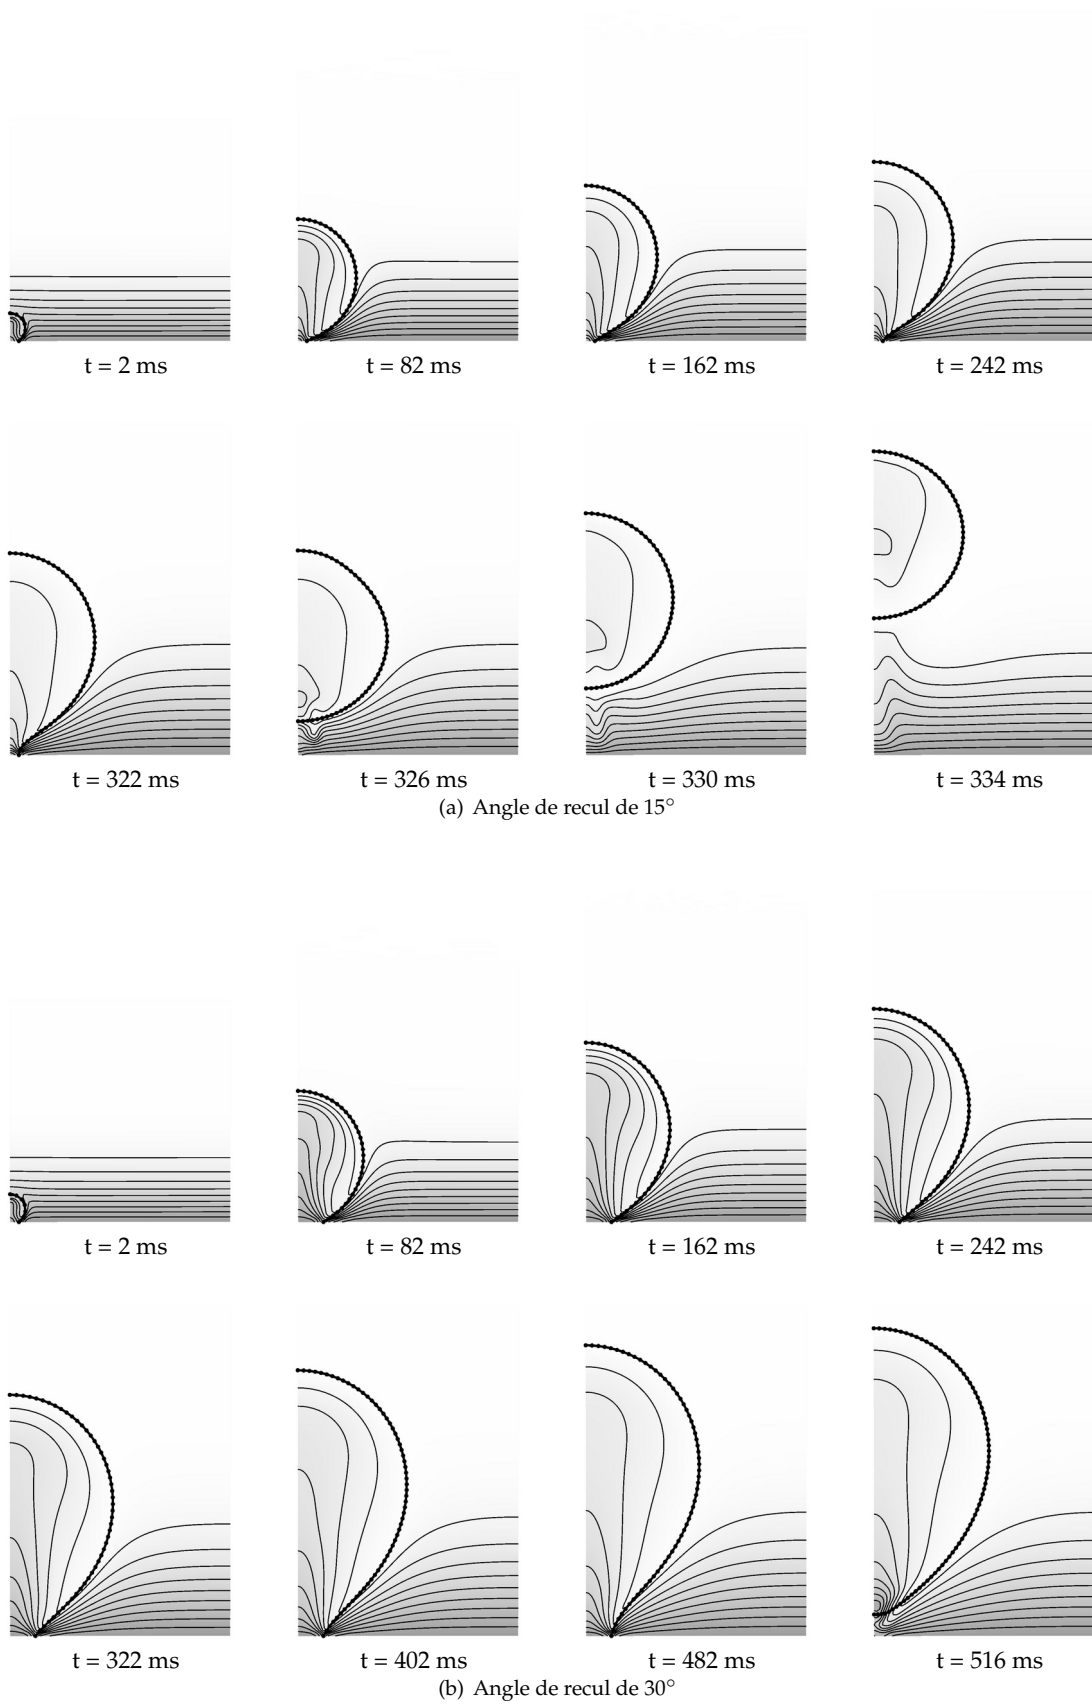 t = 2 ms
t = 82 ms
t = 162 ms
t = 242 ms
t = 322 ms
t = 326 ms
t = 330 ms
t = 334 ms
(a) Angle de recul de 15°
t = 2 ms
t = 82 ms
t = 162 ms
t = 242 ms
t = 322 ms
t = 402 ms
t = 482 ms
t = 516 ms
(b) Angle de recul de 30°